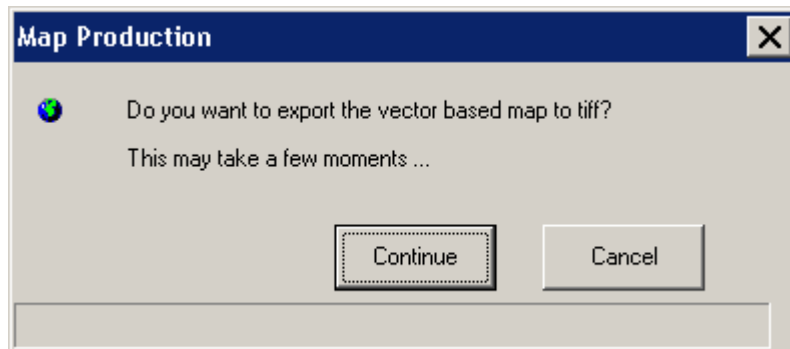 Map Production
Do you want to export the vector based map to tiff?
This may take a few moments ...
Continue
Cancel